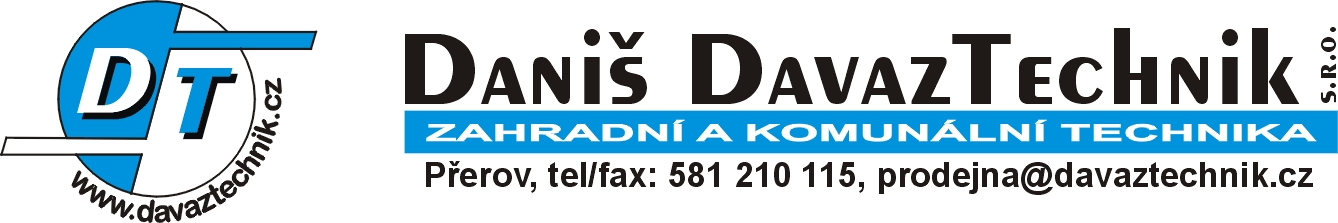 DT
www.davaztechnik.cz
Daniš DavazTechnik s.r.o.
ZAHRADNÍ A KOMUNÁLNÍ TECHNIKA
Přerov, tel/fax: 581 210 115, prodejna@davaztechnik.cz